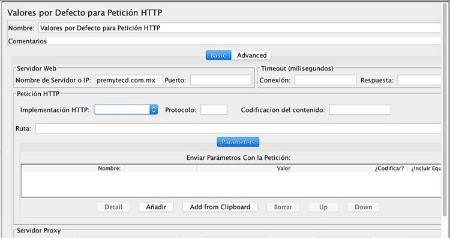 Valores por Defecto para Petición HTTP
Nombre: Valores por Defecto para Petición HTTP
Comentarios
Basic Advanced
Servidor Web Timeout (milisegundos)
Nombre de Servidor o IP: premytecd.com.mx Puerto: Conexión: Respuesta:
Petición HTTP
Implementación HTTP: Protocolo: Codificacion del contenido:
Ruta:
Parameters
Enviar Parámetros Con la Petición:
Nombre: Valor ¿Codificar? ¿Incluir Equ
Detail Añadir Add from Clipboard Borrar Up Down
Servidor Proxy